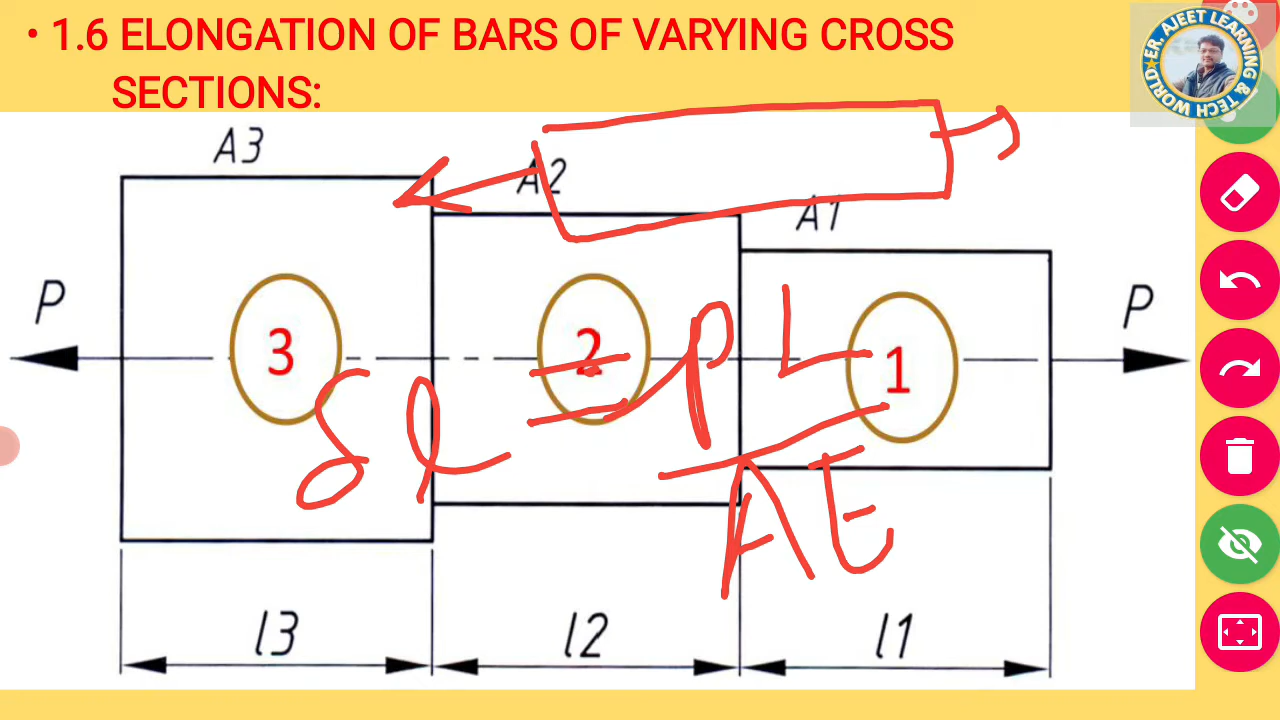 • 1.6 ELONGATION OF BARS OF VARYING CROSS
SECTIONS:
ER. AJEET LEARNING & TECH WORLD
A3
A2
A1
P
P
3
2
1
δl = PL
AE
l3
l2
l1